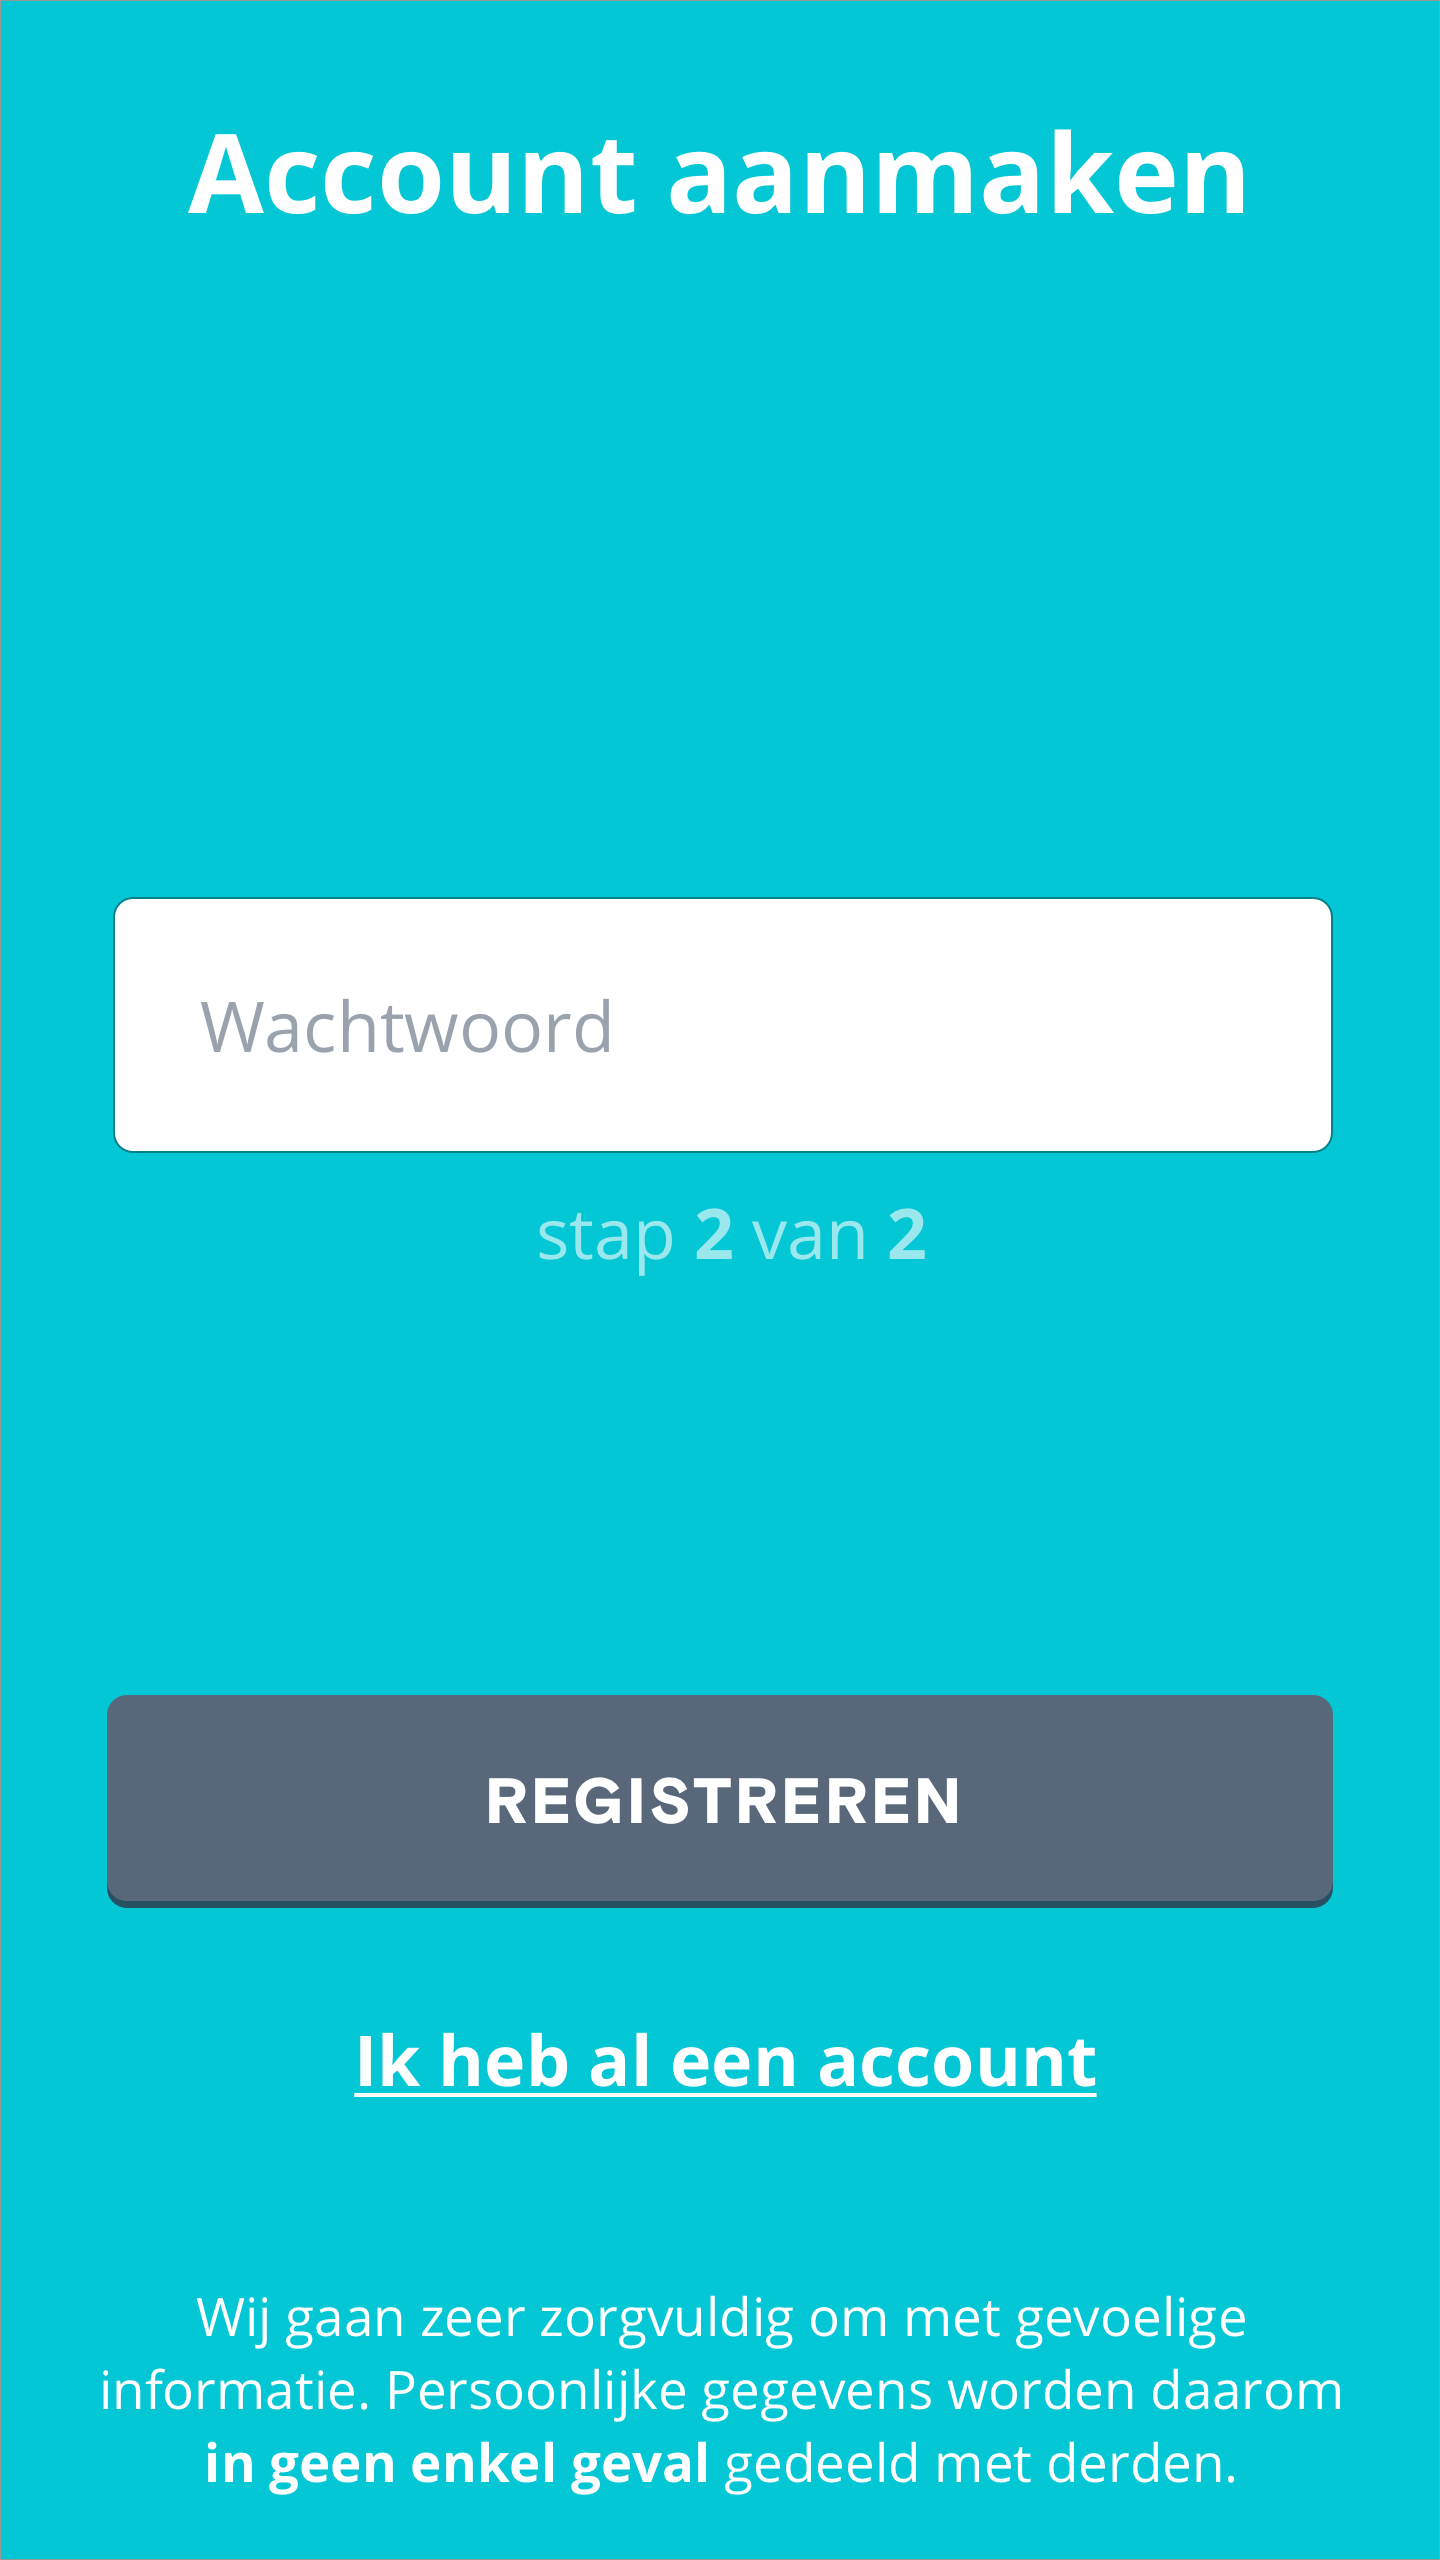 Account aanmaken
Wachtwoord
stap 2 van 2
REGISTREREN
Ik heb al een account
Wij gaan zeer zorgvuldig om met gevoelige
informatie. Persoonlijke gegevens worden daarom
in geen enkel geval gedeeld met derden.